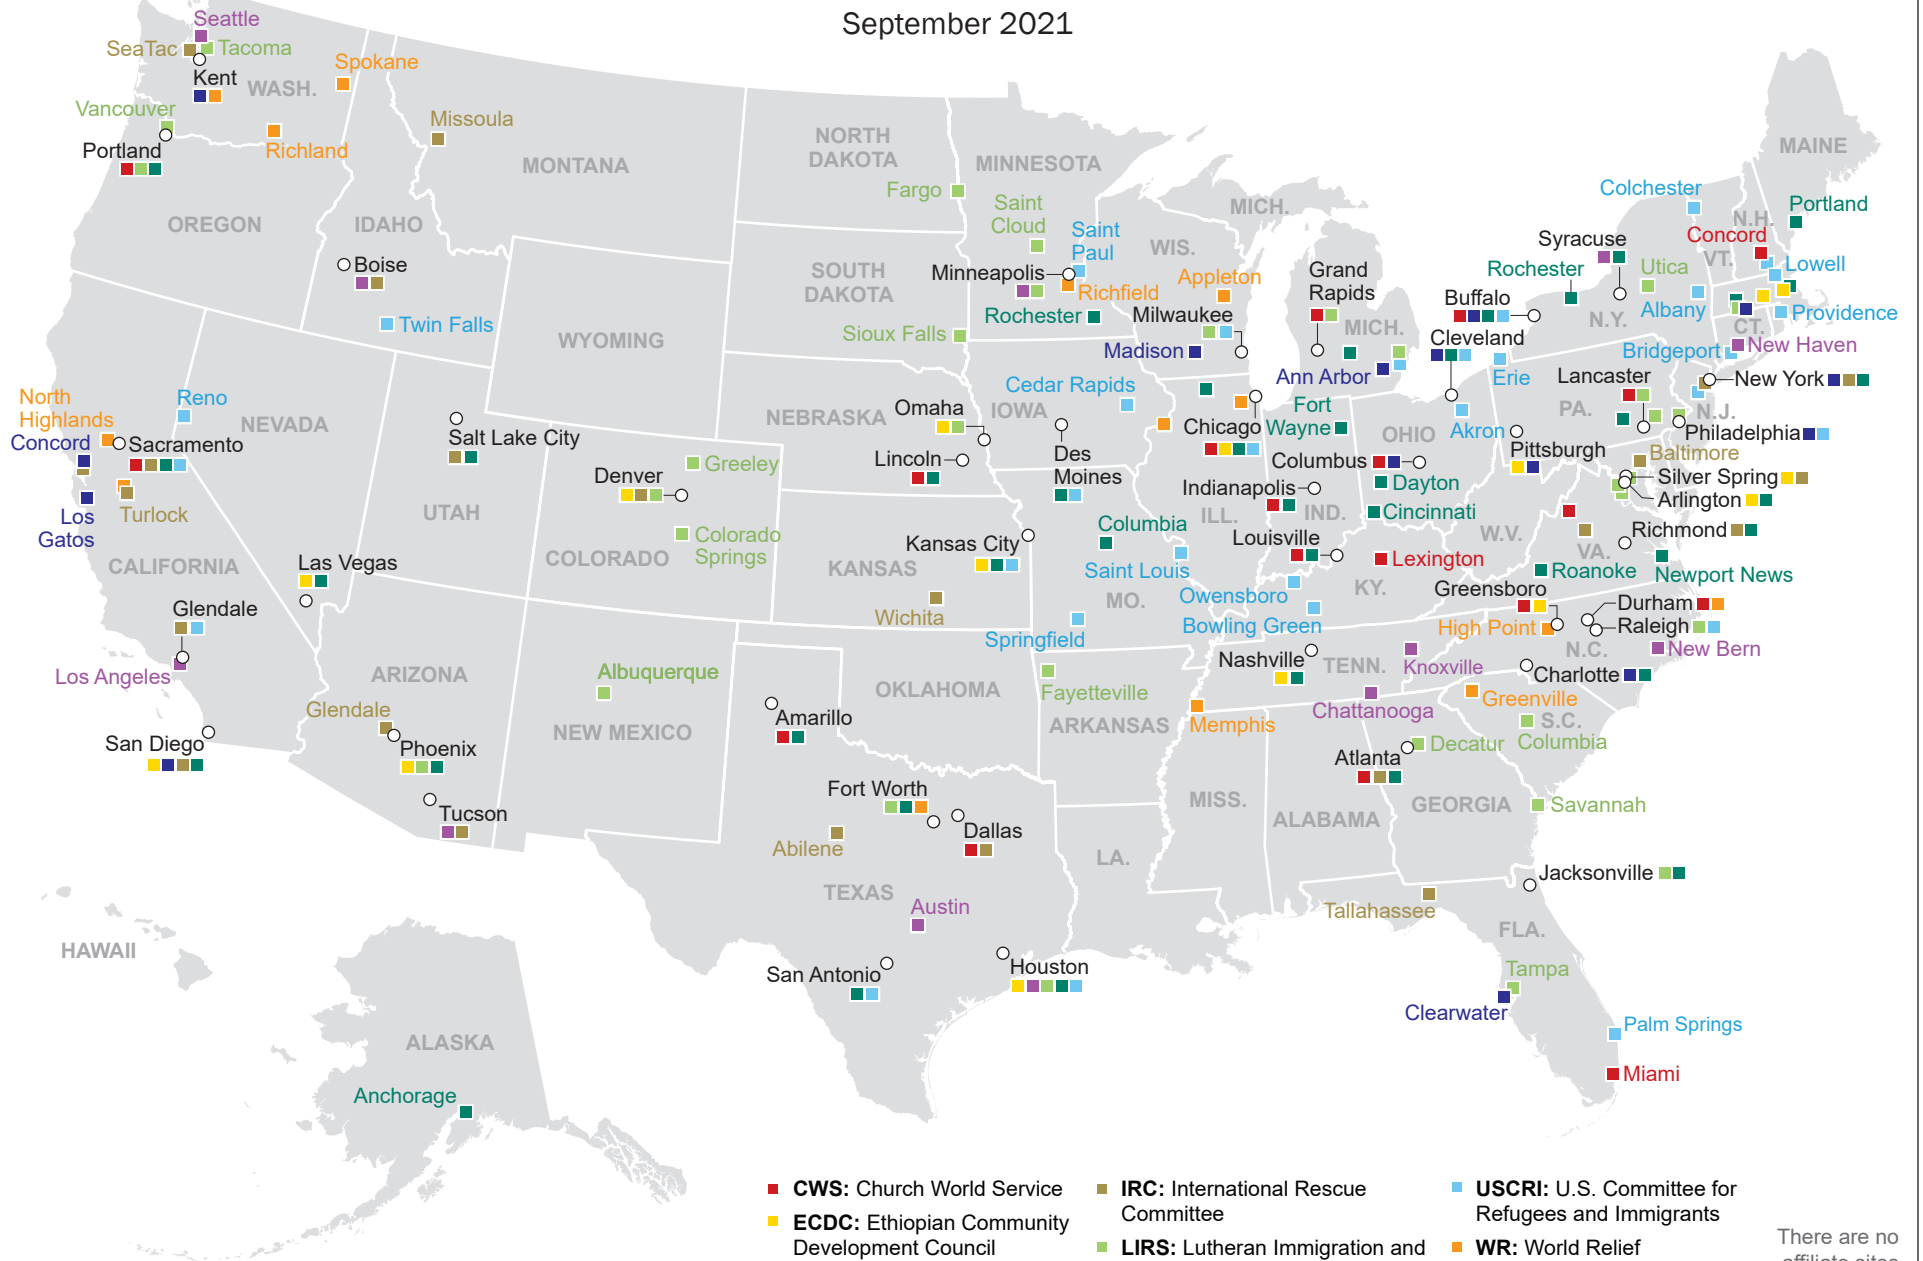 September 2021
Seattle
SeaTac
Tacoma
Kent
WASH.
Spokane
Vancouver
Richland
Portland
Missoula
MONTANA
OREGON
IDAHO
Boise
Twin Falls
NORTH
DAKOTA
Fargo
MINNESOTA
Saint
Cloud
Saint
Paul
Minneapolis
Richfield
Rochester
SOUTH
DAKOTA
Sioux Falls
WYOMING
WIS.
Appleton
Milwaukee
Madison
MICH.
Grand
Rapids
MICH.
Ann Arbor
MAINE
Portland
Colchester
N.H.
Concord
VT.
Lowell
Syracuse
Rochester
Utica
Buffalo
N.Y.
Albany
Providence
CT.
New Haven
Bridgeport
Cleveland
Erie
Lancaster
New York
PA.
N.J.
Philadelphia
Akron
Pittsburgh
Baltimore
Silver Spring
Arlington
North
Highlands
Reno
Concord
Sacramento
NEVADA
Los
Gatos
Turlock
CALIFORNIA
Salt Lake City
UTAH
Las Vegas
Glendale
Los Angeles
San Diego
Denver
Greeley
Colorado
Springs
COLORADO
NEBRASKA
Omaha
Lincoln
IOWA
Cedar Rapids
Des
Moines
Chicago
Fort
Wayne
OHIO
Columbus
Dayton
Cincinnati
Indianapolis
ILL.
IND.
Columbia
Kansas City
KANSAS
Wichita
Saint Louis
MO.
Springfield
Louisville
Lexington
KY.
Owensboro
Bowling Green
W.V.
VA.
Richmond
Roanoke
Newport News
Greensboro
Durham
Raleigh
High Point
N.C.
New Bern
Charlotte
Nashville
TENN.
Knoxville
Chattanooga
Memphis
Greenville
S.C.
Columbia
ARIZONA
Glendale
Phoenix
Tucson
Albuquerque
NEW MEXICO
Amarillo
OKLAHOMA
Fayetteville
ARKANSAS
Fort Worth
Dallas
Abilene
TEXAS
Austin
San Antonio
Houston
LA.
MISS.
ALABAMA
Atlanta
Decatur
GEORGIA
Savannah
Jacksonville
Tallahassee
FLA.
Tampa
Clearwater
Palm Springs
Miami
HAWAII
ALASKA
Anchorage
CWS: Church World Service
ECDC: Ethiopian Community
Development Council
IRC: International Rescue
Committee
LIRS: Lutheran Immigration and
USCRI: U.S. Committee for
Refugees and Immigrants
WR: World Relief
There are no
affiliate sites